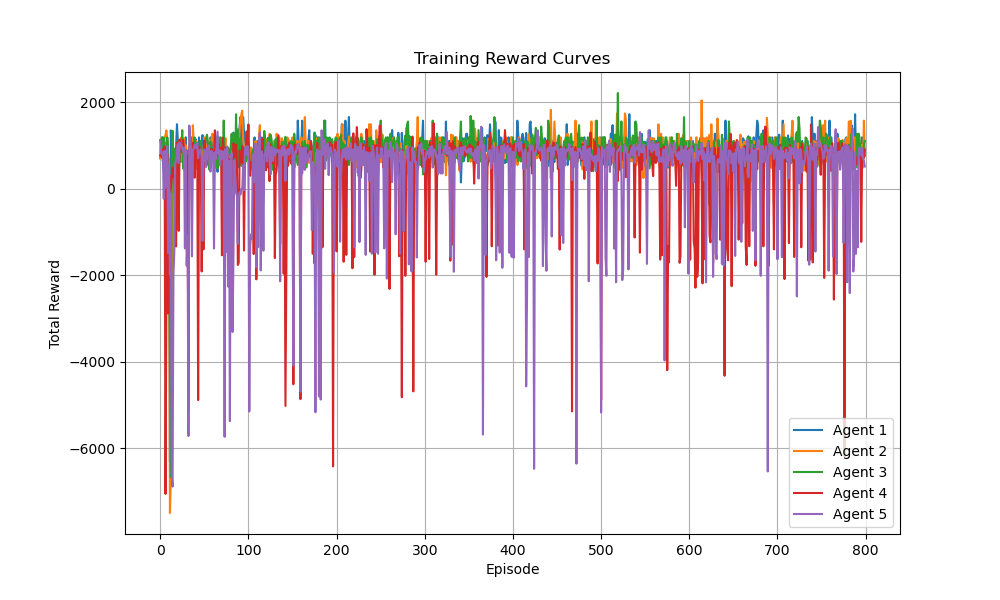 Training Reward Curves
Total Reward
2000
0
−2000
−4000
−6000
0 100 200 300 400 500 600 700 800
Episode
Agent 1
Agent 2
Agent 3
Agent 4
Agent 5